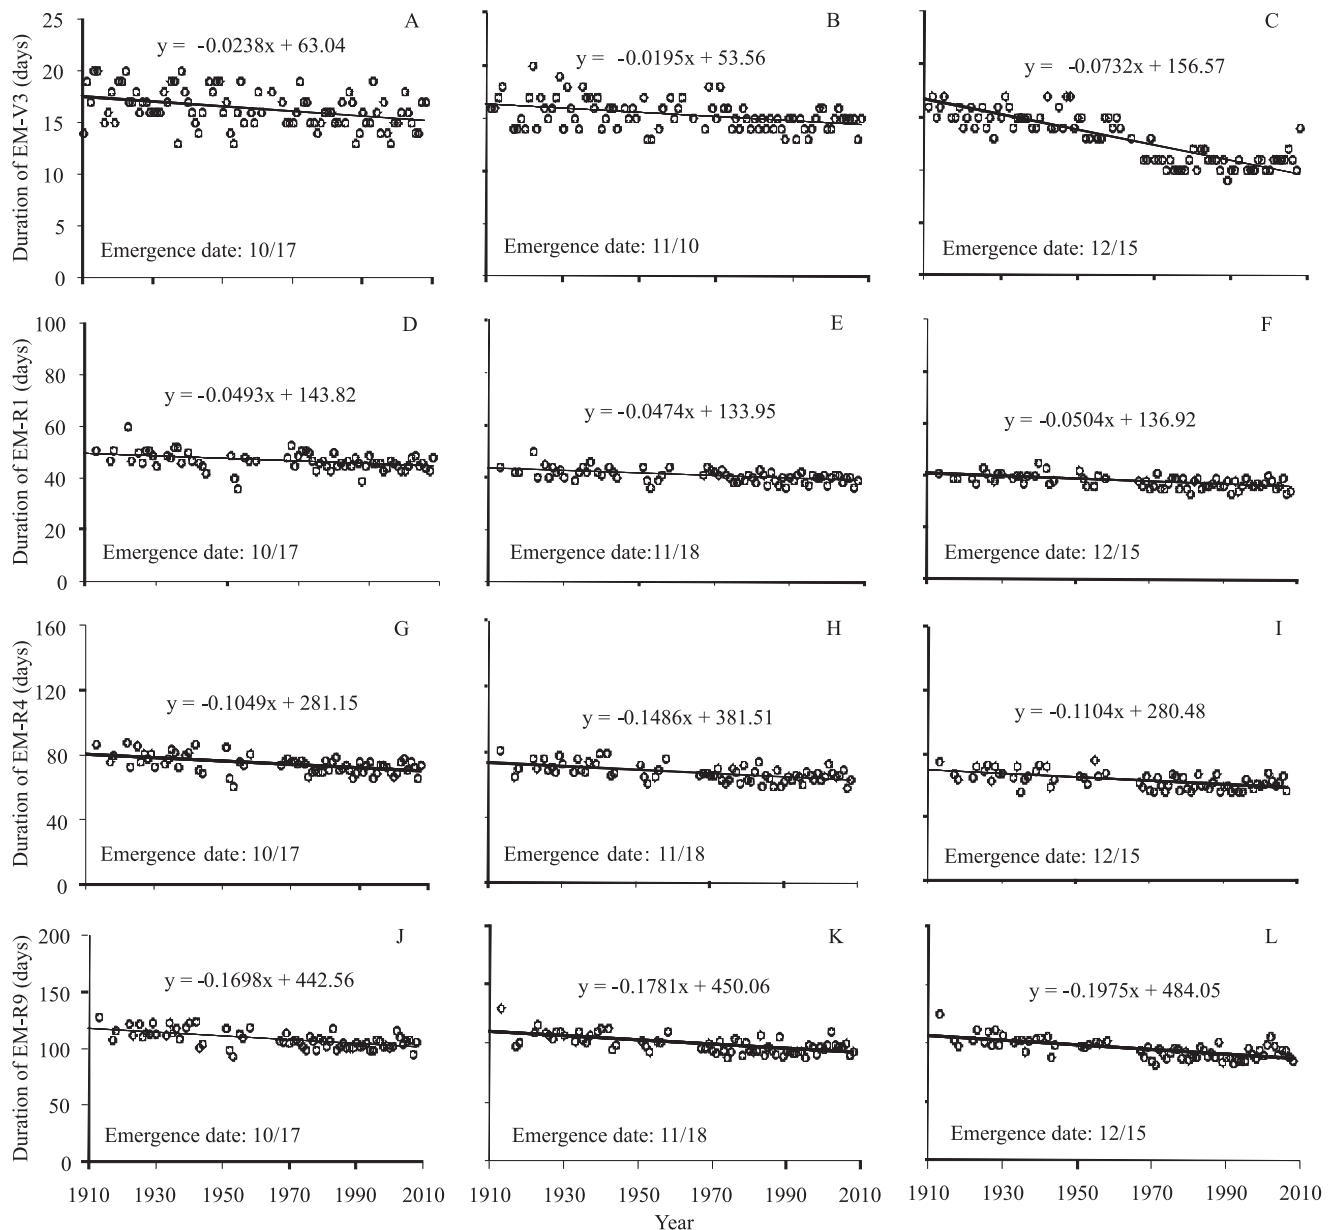 A
B
C
25
20
15
10
5
0
Duration of EM-V3 (days)
y = -0.0238x + 63.04
y = -0.0195x + 53.56
y = -0.0732x + 156.57
Emergence date: 10/17
Emergence date: 11/10
Emergence date: 12/15
D
E
F
100
80
60
40
20
0
Duration of EM-R1 (days)
y = -0.0493x + 143.82
y = -0.0474x + 133.95
y = -0.0504x + 136.92
Emergence date: 10/17
Emergence date:11/18
Emergence date: 12/15
G
H
I
160
120
80
40
0
Duration of EM-R4 (days)
y = -0.1049x + 281.15
y = -0.1486x + 381.51
y = -0.1104x + 280.48
Emergence date: 10/17
Emergence date: 11/18
Emergence date: 12/15
J
K
L
200
150
100
50
0
Duration of EM-R9 (days)
y = -0.1698x + 442.56
y = -0.1781x + 450.06
y = -0.1975x + 484.05
Emergence date: 10/17
Emergence date: 11/18
Emergence date: 12/15
1910 1930 1950 1970 1990 2010
1910 1930 1950 1970 1990 2010
1910 1930 1950 1970 1990 2010
Year